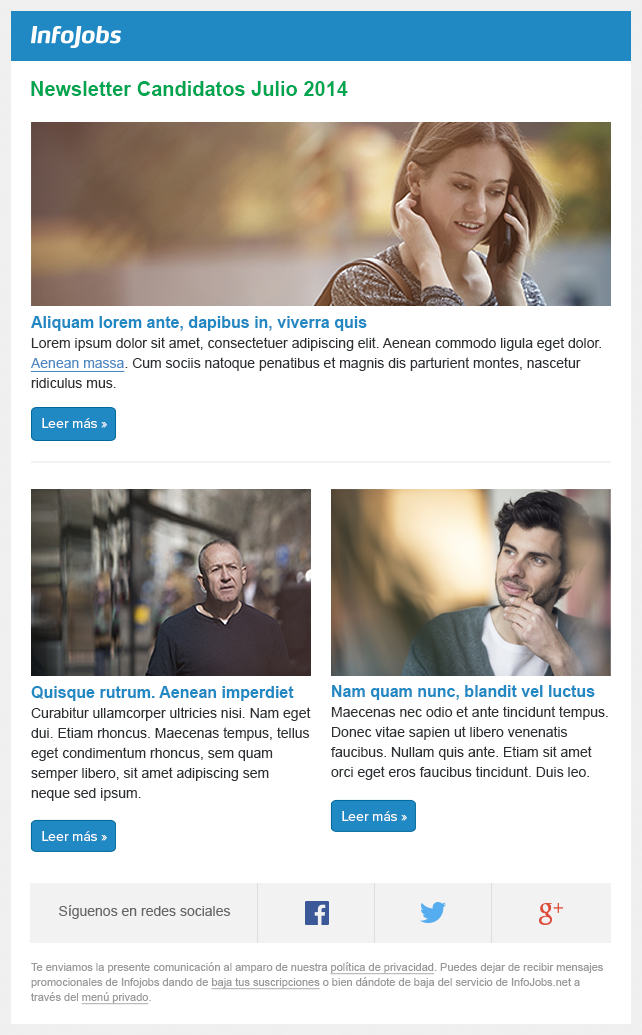 InfoJobs
Newsletter Candidatos Julio 2014
Aliquam lorem ante, dapibus in, viverra quis
Lorem ipsum dolor sit amet, consectetuer adipiscing elit. Aenean commodo ligula eget dolor.
Aenean massa. Cum sociis natoque penatibus et magnis dis parturient montes, nascetur
ridiculus mus.
Leer más »
Quisque rutrum. Aenean imperdiet
Curabitur ullamcorper ultricies nisi. Nam eget
dui. Etiam rhoncus. Maecenas tempus, tellus
eget condimentum rhoncus, sem quam
semper libero, sit amet adipiscing sem
neque sed ipsum.
Leer más »
Nam quam nunc, blandit vel luctus
Maecenas nec odio et ante tincidunt tempus.
Donec vitae sapien ut libero venenatis
faucibus. Nullam quis ante. Etiam sit amet
orci eget eros faucibus tincidunt. Duis leo.
Leer más »
Síguenos en redes sociales
g+
Te enviamos la presente comunicación al amparo de nuestra política de privacidad. Puedes dejar de recibir mensajes
promocionales de Infojobs dando de baja tus suscripciones o bien dándote de baja del servicio de InfoJobs.net a
través del menú privado.